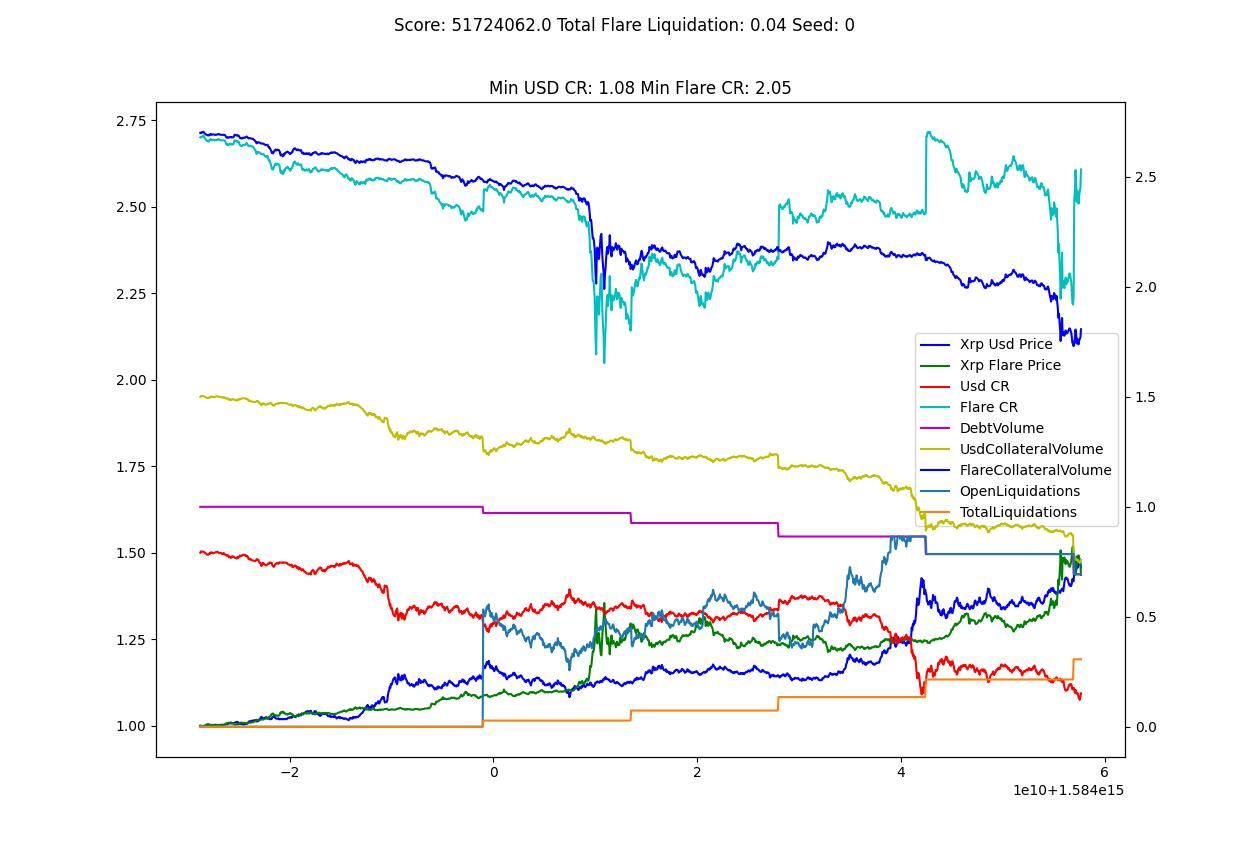 Score: 51724062.0 Total Flare Liquidation: 0.04 Seed: 0
Min USD CR: 1.08 Min Flare CR: 2.05
2.75
2.50
2.25
2.00
1.75
1.50
1.25
1.00
2.5
2.0
1.5
1.0
0.5
0.0
Xrp Usd Price
Xrp Flare Price
Usd CR
Flare CR
DebtVolume
UsdCollateralVolume
FlareCollateralVolume
OpenLiquidations
TotalLiquidations
−2 0 2 4 6
1e10+1.584e15